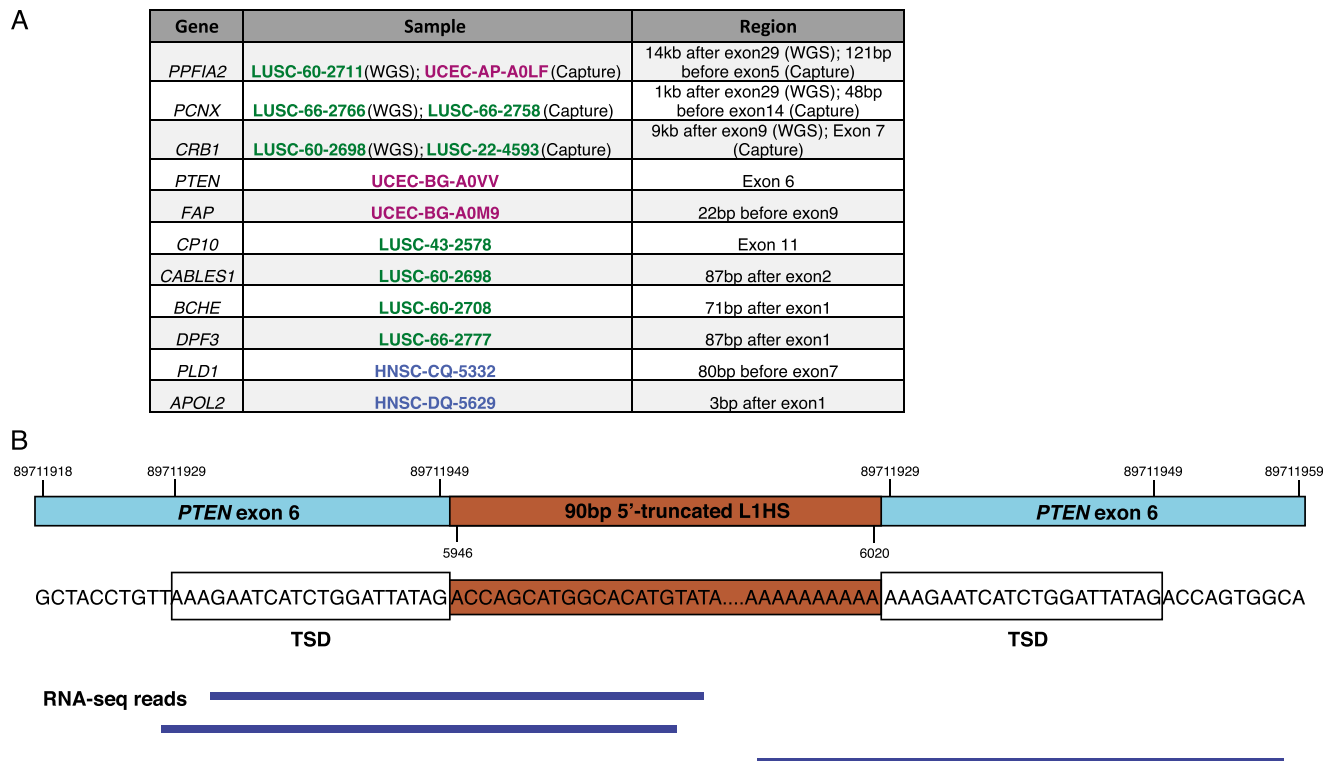 A
Gene Sample Region
PPFIA2 LUSC-60-2711(WGS); UCEC-AP-A0LF(Capture) 14kb after exon29 (WGS); 121bp
before exon5 (Capture)
PCNX LUSC-66-2766(WGS); LUSC-66-2758(Capture) 1kb after exon29 (WGS); 48bp
before exon14 (Capture)
CRB1 LUSC-60-2698(WGS); LUSC-22-4593(Capture) 9kb after exon9 (WGS); Exon 7
(Capture)
PTEN UCEC-BG-A0VV Exon 6
FAP UCEC-BG-A0M9 22bp before exon9
CP10 LUSC-43-2578 Exon 11
CABLES1 LUSC-60-2698 87bp after exon2
BCHE LUSC-60-2708 71bp after exon1
DPF3 LUSC-66-2777 87bp after exon1
PLD1 HNSC-CQ-5332 80bp before exon7
APOL2 HNSC-DQ-5629 3bp after exon1
B
89711918 89711929 89711949 89711929 89711949 89711959
PTEN exon 6 90bp 5'-truncated L1HS PTEN exon 6
5946 6020
GCTACCTGTTAAAGAATCATCTGGATTATAGACCAGCATGGCACATGTATA....AAAAAAAAAAAAAGAATCATCTGGATTATAGACCAGTGGCA
TSD TSD
RNA-seq reads